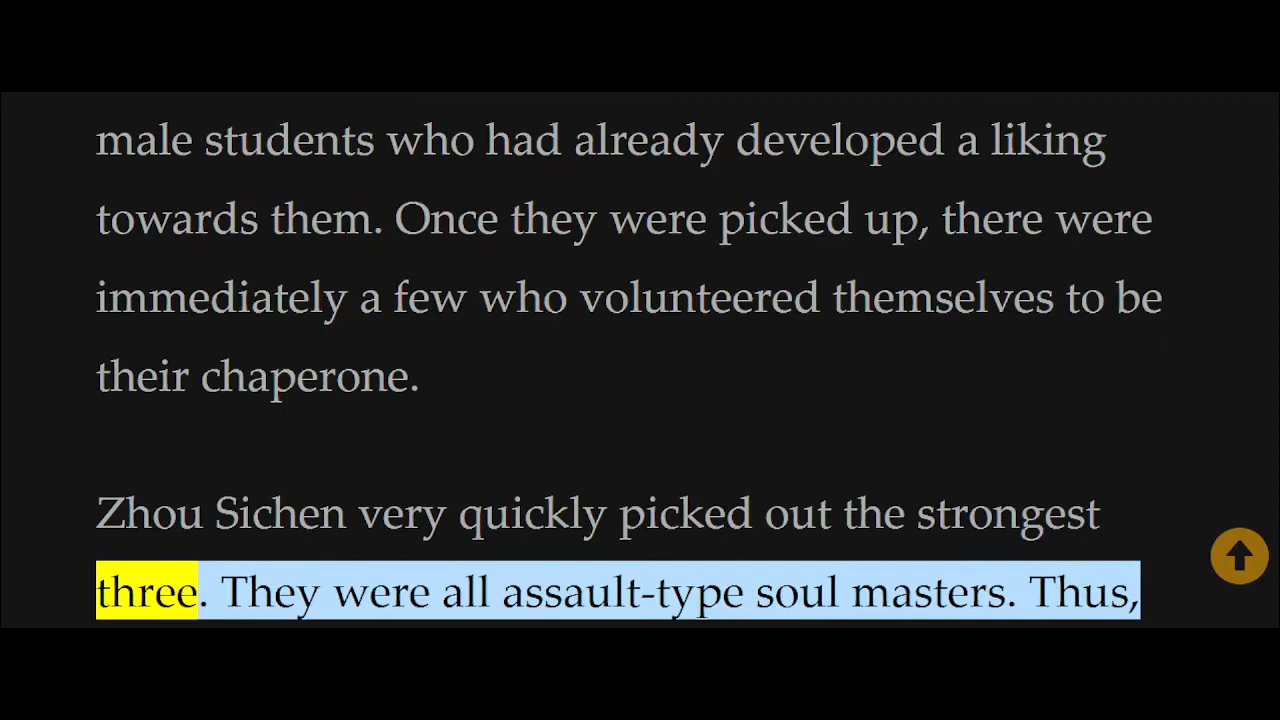 male students who had already developed a liking
towards them. Once they were picked up, there were
immediately a few who volunteered themselves to be
their chaperone.
Zhou Sichen very quickly picked out the strongest
three. They were all assault-type soul masters. Thus,